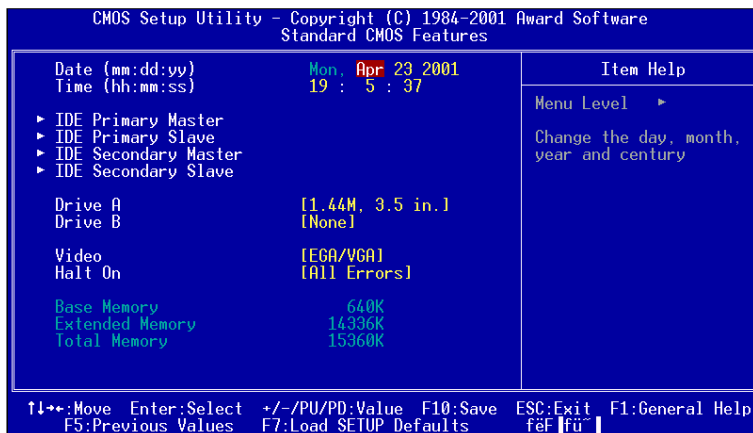 CMOS Setup Utility – Copyright (C) 1984-2001 Award Software
Standard CMOS Features
Date (mm:dd:yy) Mon, Apr 23 2001
Time (hh:mm:ss) 19 : 5 : 37
► IDE Primary Master
► IDE Primary Slave
► IDE Secondary Master
► IDE Secondary Slave
Drive A [1.44M, 3.5 in.]
Drive B [None]
Video [EGA/VGA]
Halt On [All Errors]
Base Memory 640K
Extended Memory 14336K
Total Memory 15360K
Item Help
Menu Level ►
Change the day, month,
year and century
↑↓→←:Move Enter:Select +/-/PU/PD:Value F10:Save ESC:Exit F1:General Help
F5:Previous Values F7:Load SETUP Defaults